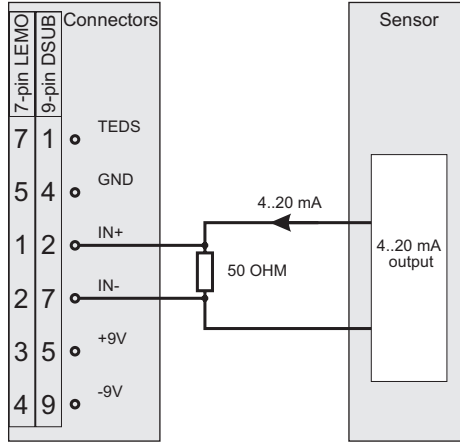 7-pin LEMO
9-pin DSUB
Connectors
Sensor
7 1 TEDS
5 4 GND
4..20 mA
1 2 IN+
4..20 mA
output
50 OHM
2 7 IN-
3 5 +9V
4 9 -9V